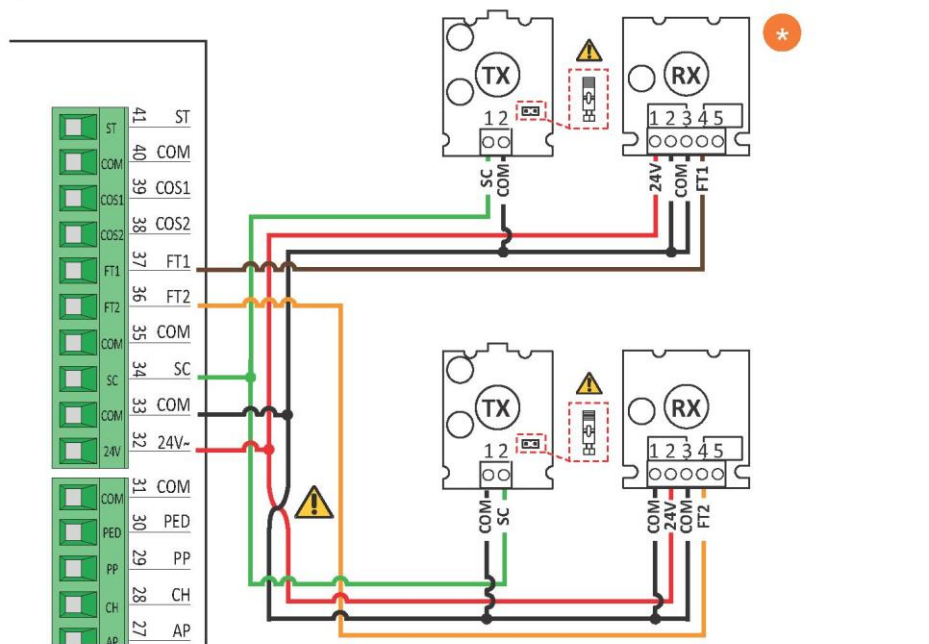 *
TX
RX
1 2
1 2 3 4 5
SC
COM
24V
COM
FT1
ST 41 ST
COM 40 COM
COS1 39 COS1
COS2 38 COS2
FT1 37 FT1
FT2 36 FT2
COM 35 COM
SC 34 SC
COM 33 COM
24V 32 24V~
COM 31 COM
PED 30 PED
PP 29 PP
CH 28 CH
AP 27 AP
TX
RX
1 2
1 2 3 4 5
COM
SC
COM
24V
COM
FT2